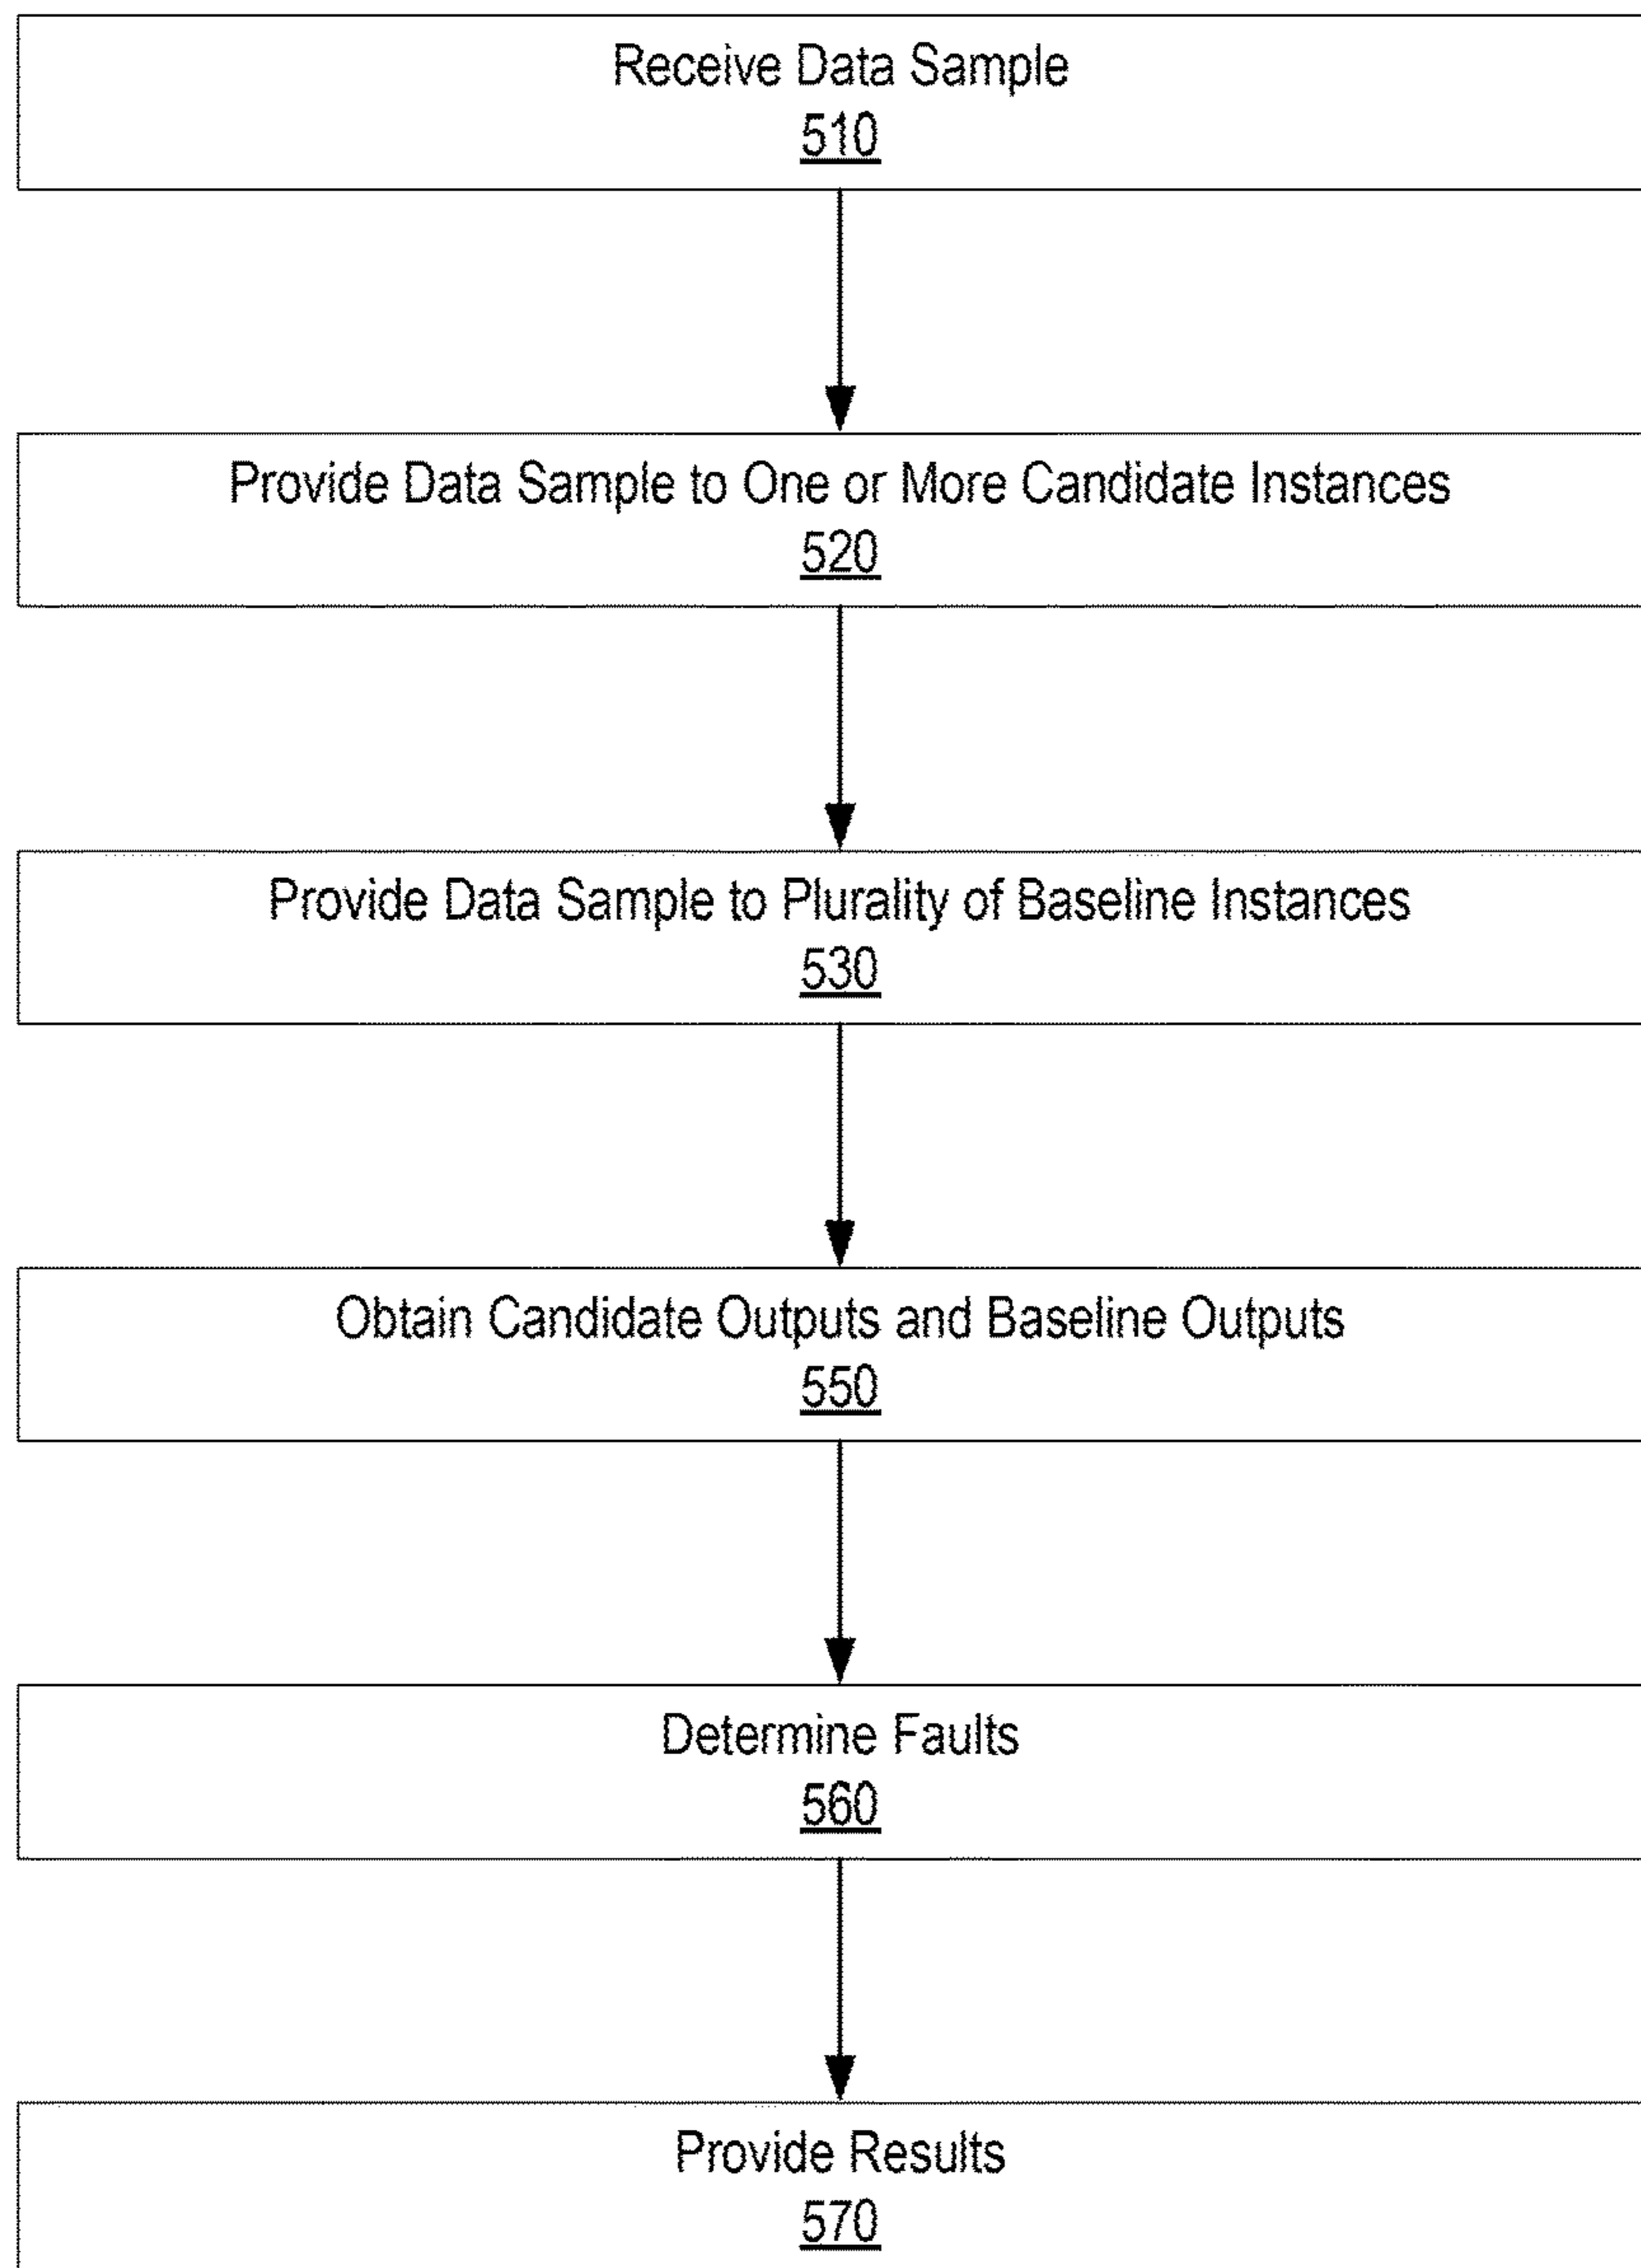 Receive Data Sample
510
Provide Data Sample to One or More Candidate Instances
520
Provide Data Sample to Plurality of Baseline Instances
530
Obtain Candidate Outputs and Baseline Outputs
550
Determine Faults
560
Provide Results
570